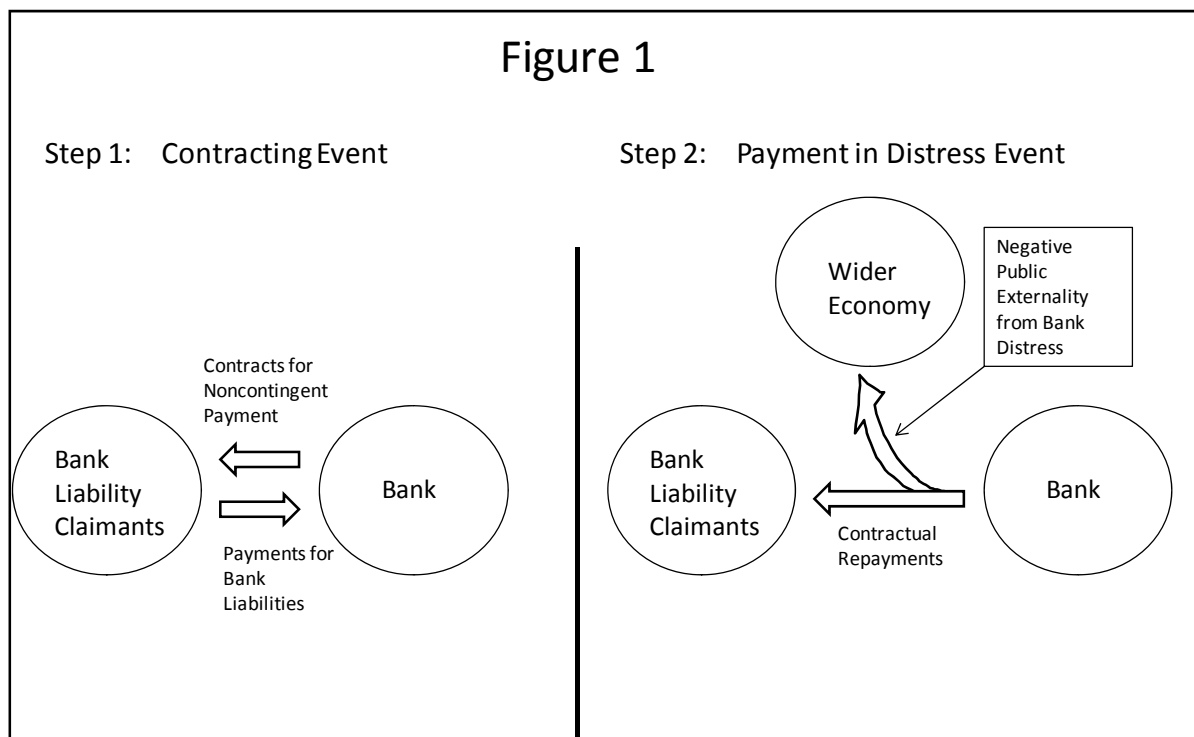 Figure 1
Step 1: Contracting Event
Contracts for
Noncontingent
Payment
Bank
Liability
Claimants
Bank
Payments for
Bank
Liabilities
Step 2: Payment in Distress Event
Wider
Economy
Negative
Public
Externality
from Bank
Distress
Bank
Liability
Claimants
Bank
Contractual
Repayments